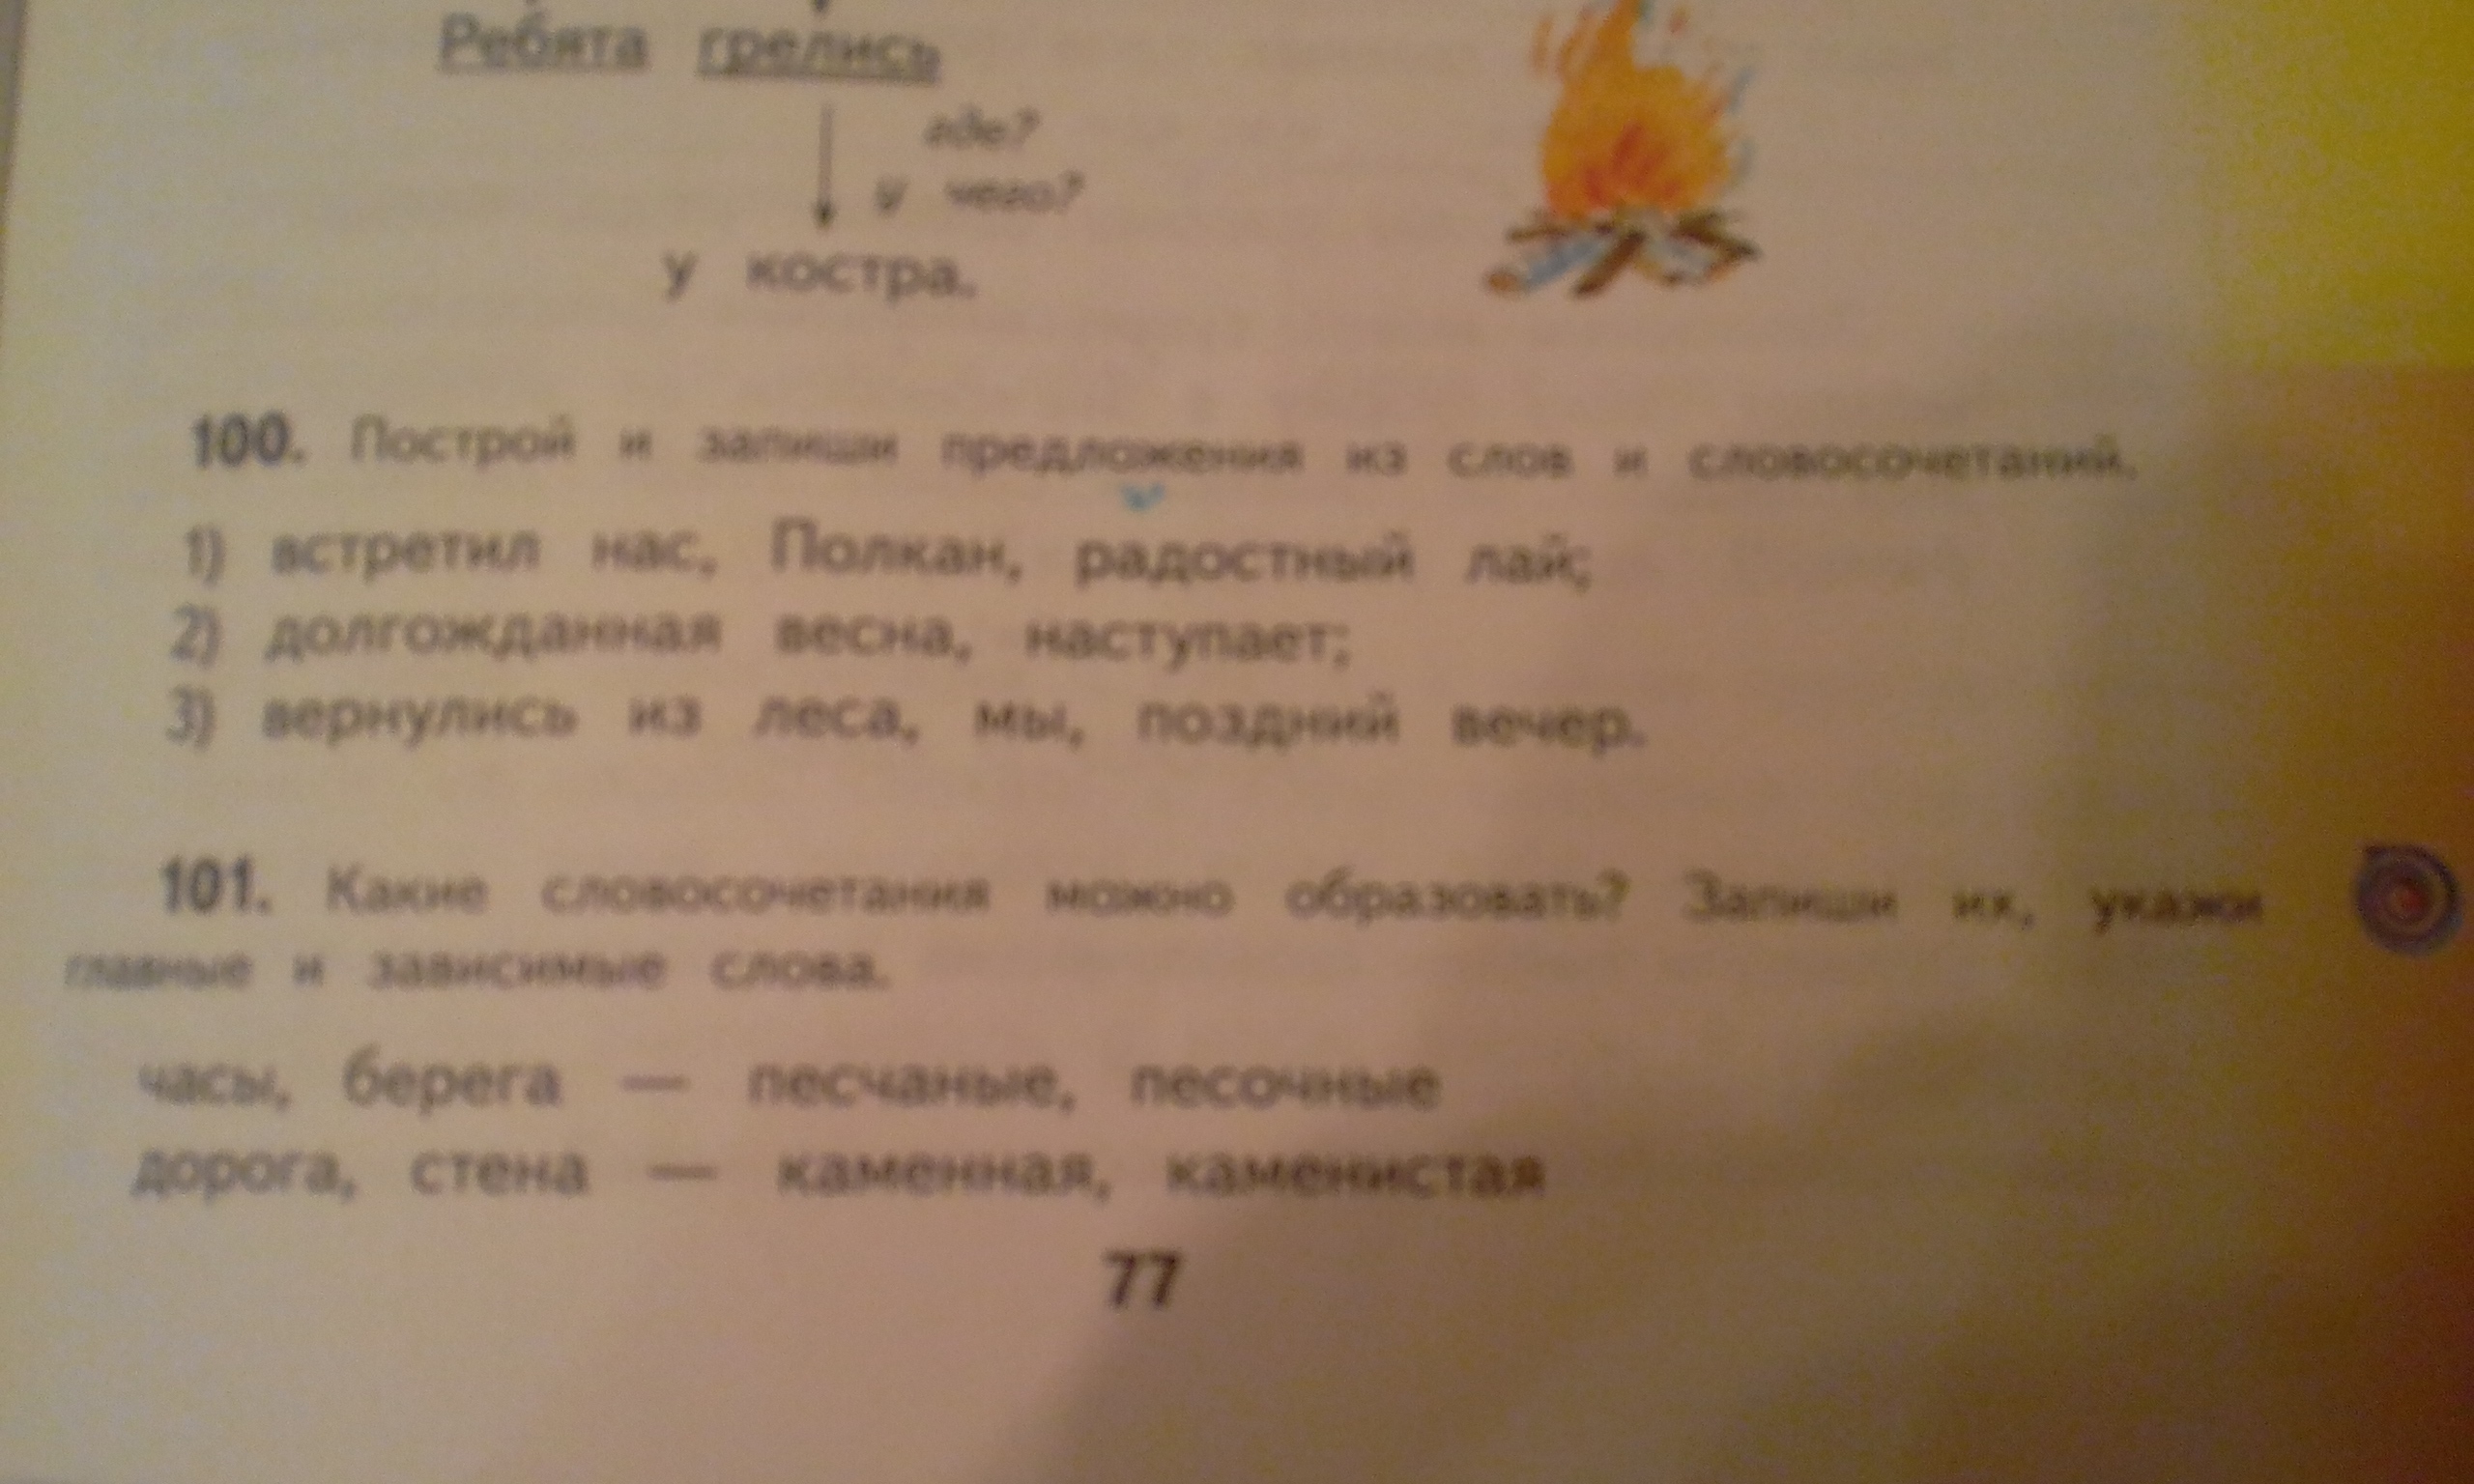 Ребята грелись
где?
у чего?
у костра.
100. Построй и запиши предложения из слов и словосочетаний.
1) встретил нас, Полкан, радостный лай;
2) долгожданная весна, наступает;
3) вернулись из леса, мы, поздний вечер.
101. Какие словосочетания можно образовать? Запиши их, укажи
главные и зависимые слова.
часы, берега — песчаные, песочные
дорога, стена — каменная, каменистая
77